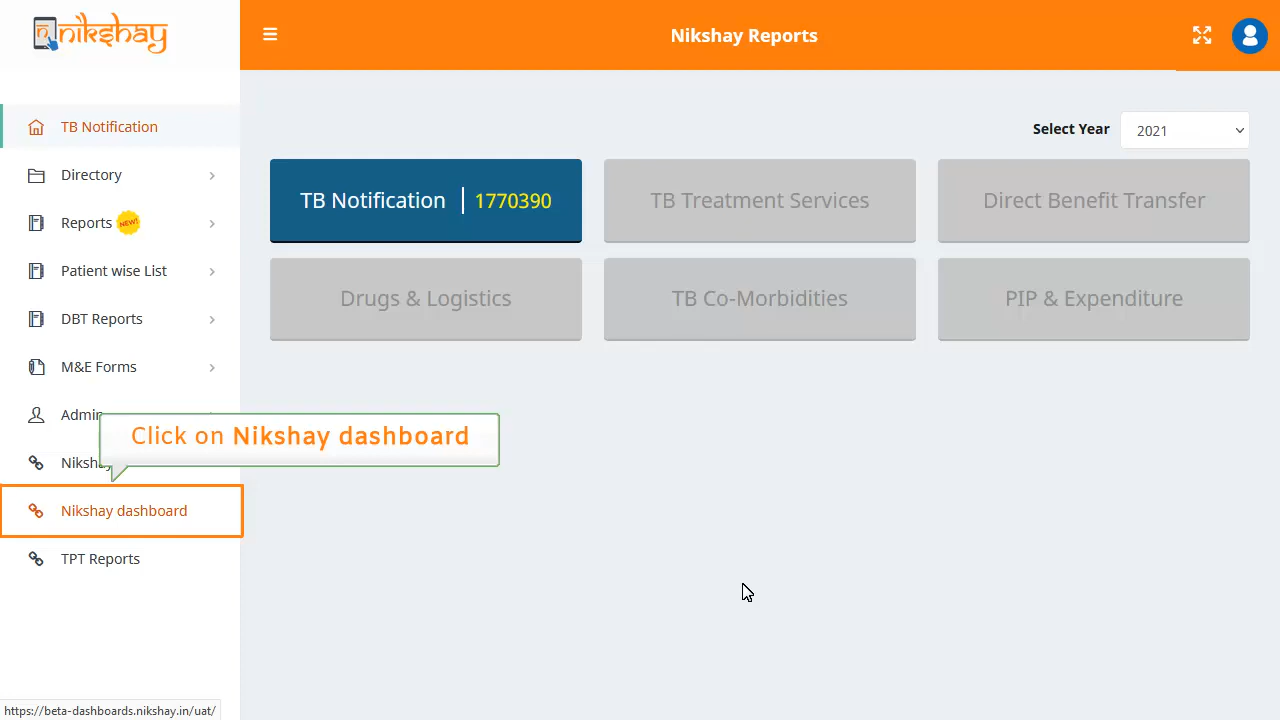 nikshay
Nikshay Reports
TB Notification
Directory
Reports NEW!
Patient wise List
DBT Reports
M&E Forms
Admin
Nikshay
Nikshay dashboard
TPT Reports
Select Year 2021
TB Notification | 1770390
TB Treatment Services
Direct Benefit Transfer
Drugs & Logistics
TB Co-Morbidities
PIP & Expenditure
Click on Nikshay dashboard
https://beta-dashboards.nikshay.in/uat/